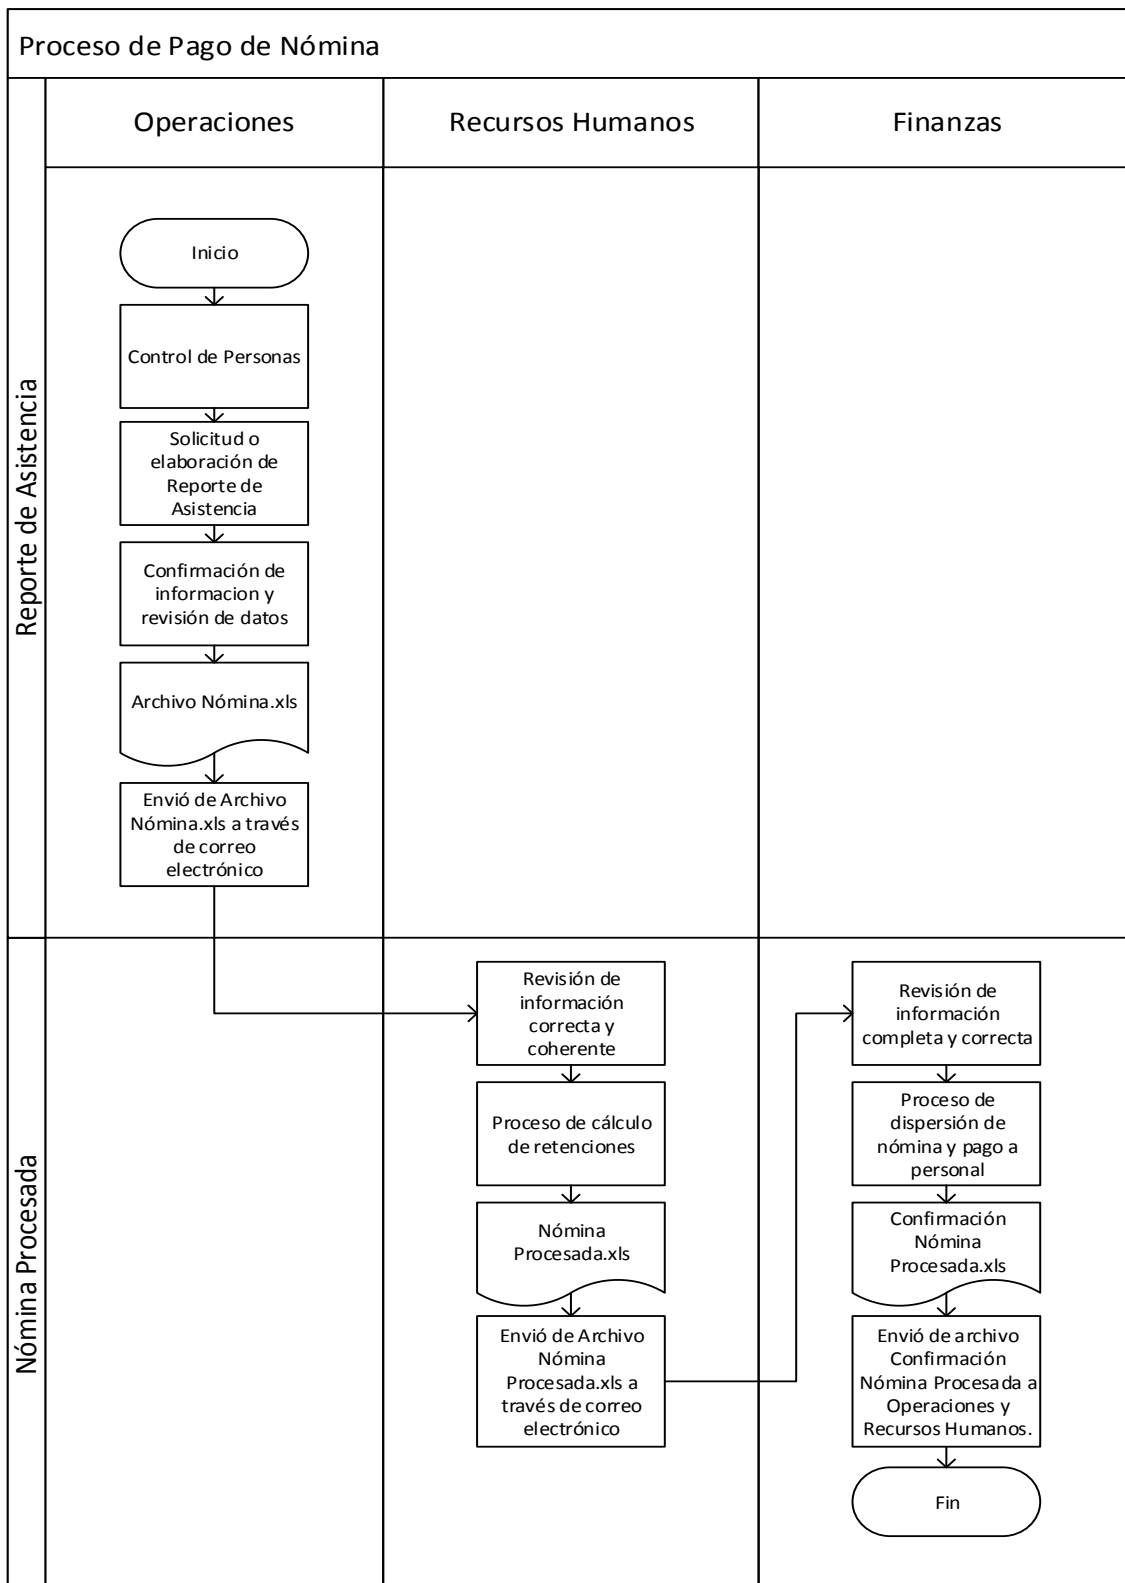 Proceso de Pago de Nómina
Operaciones
Recursos Humanos
Finanzas
Reporte de Asistencia
Inicio
Control de Personas
Solicitud o
elaboración de
Reporte de
Asistencia
Confirmación de
informacion y
revisión de datos
Archivo Nómina.xls
Envió de Archivo
Nómina.xls a través
de correo
electrónico
Nómina Procesada
Revisión de
información
correcta y
coherente
Proceso de cálculo
de retenciones
Nómina
Procesada.xls
Envió de Archivo
Nómina
Procesada.xls a
través de correo
electrónico
Revisión de
información
completa y correcta
Proceso de
dispersión de
nómina y pago a
personal
Confirmación
Nómina
Procesada.xls
Envió de archivo
Confirmación
Nómina Procesada a
Operaciones y
Recursos Humanos.
Fin